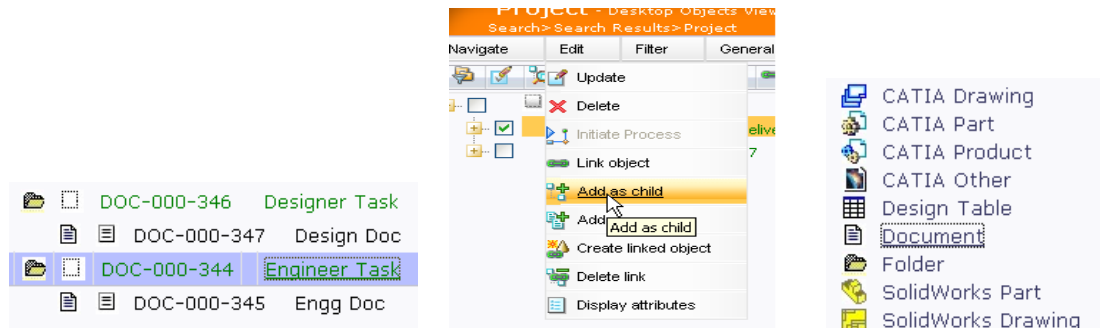 DOC-000-346 Designer Task
DOC-000-347 Design Doc
DOC-000-344 Engineer Task
DOC-000-345 Engg Doc
Project - Desktop Objects View
Search>Search Results>Project
Navigate Edit Filter General
Update
Delete
Initiate Process
Link object
Add as child
Add
Add as child
Create linked object
Delete link
Display attributes
7
CATIA Drawing
CATIA Part
CATIA Product
CATIA Other
Design Table
Document
Folder
SolidWorks Part
SolidWorks Drawing